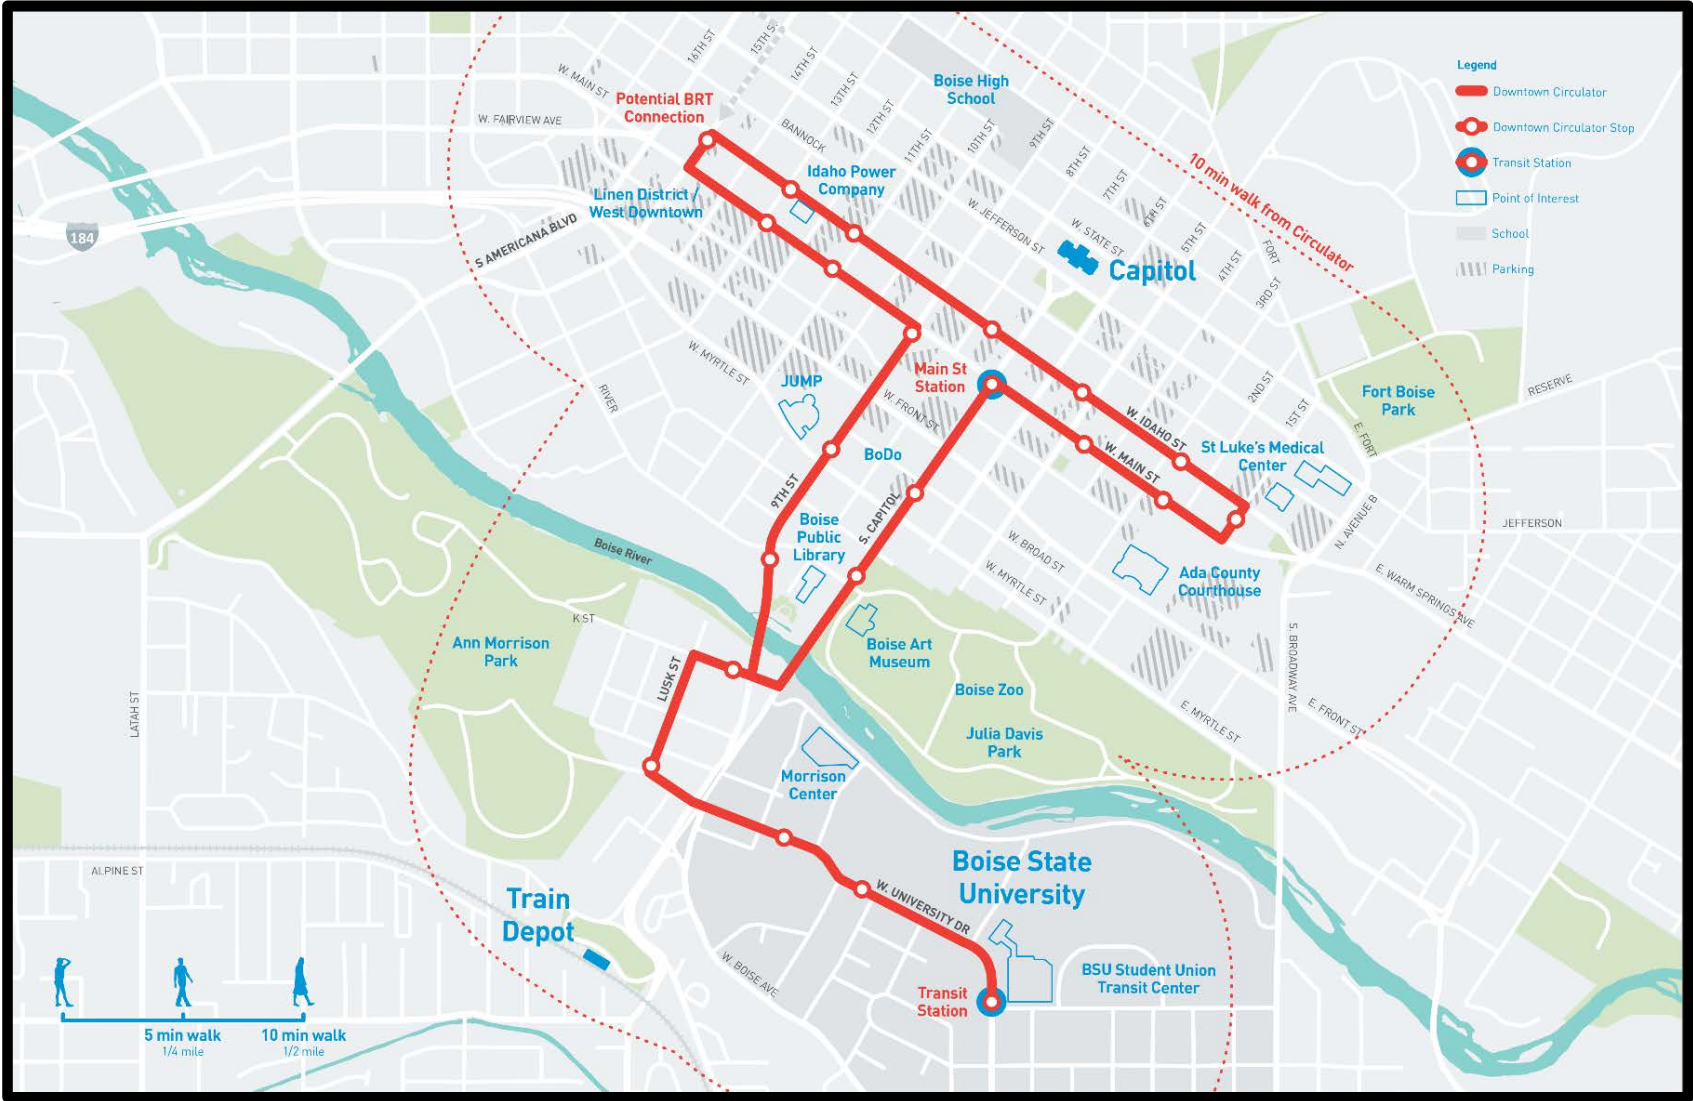 16TH ST
15TH S
14TH ST
13TH ST
12TH ST
11TH ST
10TH ST
9TH ST
8TH ST
7TH ST
6TH ST
5TH ST
4TH ST
FORT
3RD ST
2ND ST
1ST ST
W. MAIN ST
W. FAIRVIEW AVE
BANNOCK
Boise High
School
Potential BRT
Connection
Idaho Power
Company
Linen District /
West Downtown
184
S AMERICANA BLVD
W. JEFFERSON ST
W. STATE ST
Capitol
10 min walk from Circulator
Legend
Downtown Circulator
Downtown Circulator Stop
Transit Station
Point of Interest
School
Parking
W. MYRTLE ST
RIVER
JUMP
Main St
Station
W. FRONT ST
BoDo
W. IDAHO ST
W. MAIN ST
St Luke's Medical
Center
Fort Boise
Park
RESERVE
E. FORT
N. AVENUE B
JEFFERSON
9TH ST
S. CAPITOL
Boise
Public
Library
Boise River
W. BROAD ST
W. MYRTLE ST
Ada County
Courthouse
E. WARM SPRINGS AVE
K ST
Ann Morrison
Park
LUSK ST
Boise Art
Museum
Boise Zoo
Julia Davis
Park
S. BROADWAY AVE
E. FRONT ST
E. MYRTLE ST
LATAH ST
Morrison
Center
ALPINE ST
Train
Depot
Boise State
University
W. UNIVERSITY DR
W. BOISE AVE
Transit
Station
BSU Student Union
Transit Center
5 min walk
1/4 mile
10 min walk
1/2 mile